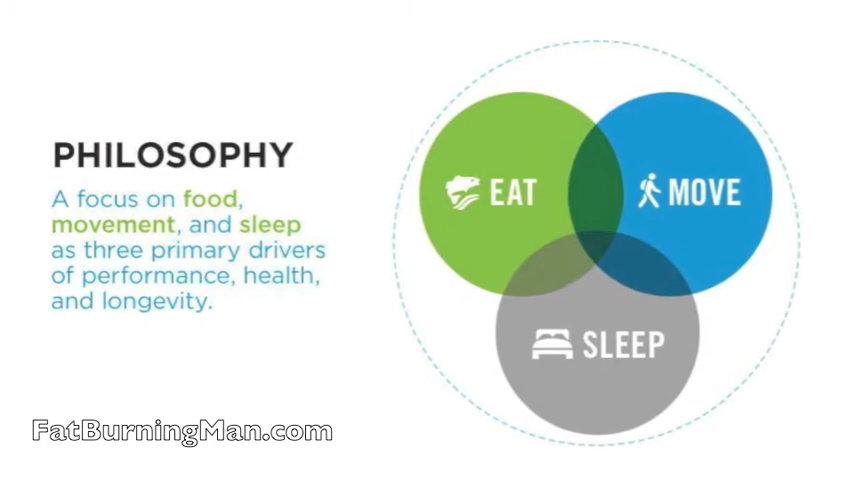 PHILOSOPHY
A focus on food,
movement, and sleep
as three primary drivers
of performance, health,
and longevity.
EAT
MOVE
SLEEP
FatBurningMan.com